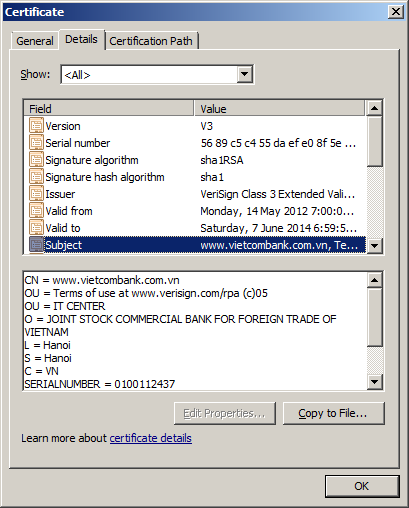 Certificate
General Details Certification Path
Show: <All>
Field Value
Version V3
Serial number 56 89 c5 c4 55 da ef e0 8f 5e ...
Signature algorithm sha1RSA
Signature hash algorithm sha1
Issuer VeriSign Class 3 Extended Vali...
Valid from Monday, 14 May 2012 7:00:0...
Valid to Saturday, 7 June 2014 6:59:5...
Subject www.vietcombank.com.vn, Te...
CN = www.vietcombank.com.vn
OU = Terms of use at www.verisign.com/rpa (c)05
OU = IT CENTER
O = JOINT STOCK COMMERCIAL BANK FOR FOREIGN TRADE OF
VIETNAM
L = Hanoi
S = Hanoi
C = VN
SERIALNUMBER = 0100112437
Edit Properties... Copy to File...
Learn more about certificate details
OK